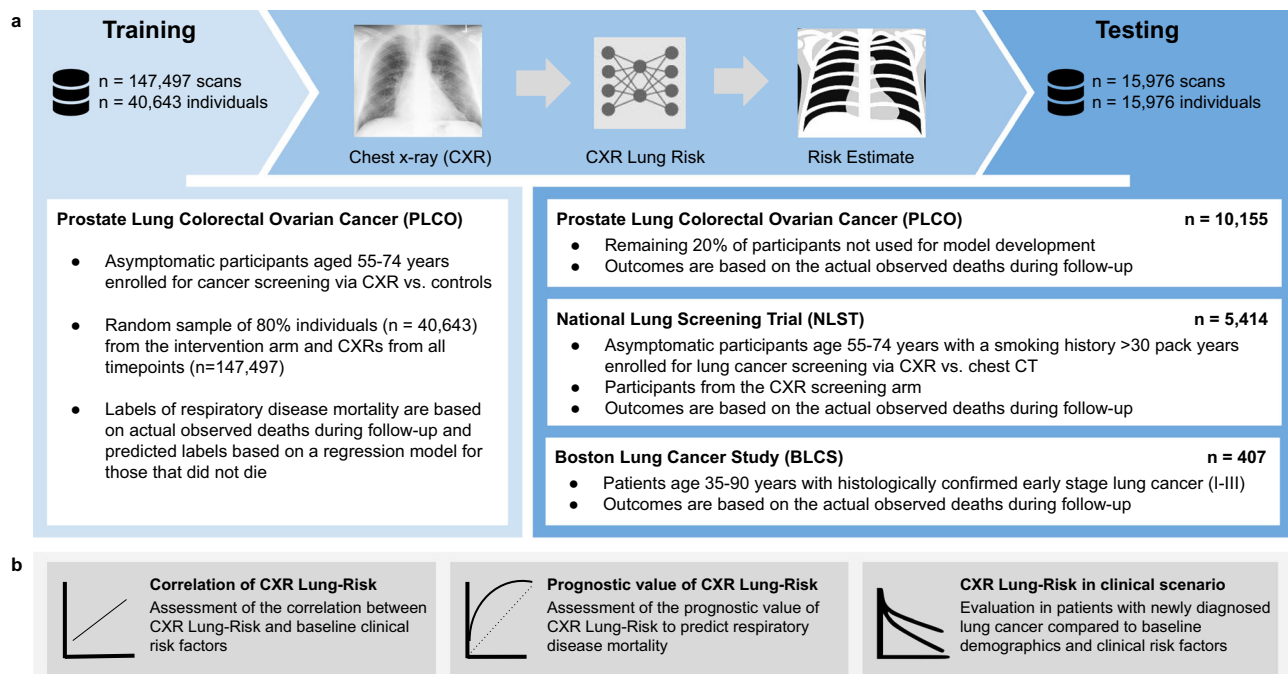 a
Training
n = 147,497 scans
n = 40,643 individuals
Chest x-ray (CXR)
CXR Lung Risk
Risk Estimate
Testing
n = 15,976 scans
n = 15,976 individuals
Prostate Lung Colorectal Ovarian Cancer (PLCO)
● Asymptomatic participants aged 55-74 years
enrolled for cancer screening via CXR vs. controls
● Random sample of 80% individuals (n = 40,643)
from the intervention arm and CXRs from all
timepoints (n=147,497)
● Labels of respiratory disease mortality are based
on actual observed deaths during follow-up and
predicted labels based on a regression model for
those that did not die
Prostate Lung Colorectal Ovarian Cancer (PLCO) n = 10,155
● Remaining 20% of participants not used for model development
● Outcomes are based on the actual observed deaths during follow-up
National Lung Screening Trial (NLST) n = 5,414
● Asymptomatic participants age 55-74 years with a smoking history >30 pack years
enrolled for lung cancer screening via CXR vs. chest CT
● Participants from the CXR screening arm
● Outcomes are based on the actual observed deaths during follow-up
Boston Lung Cancer Study (BLCS) n = 407
● Patients age 35-90 years with histologically confirmed early stage lung cancer (I-III)
● Outcomes are based on the actual observed deaths during follow-up
b
Correlation of CXR Lung-Risk
Assessment of the correlation between
CXR Lung-Risk and baseline clinical
risk factors
Prognostic value of CXR Lung-Risk
Assessment of the prognostic value of
CXR Lung-Risk to predict respiratory
disease mortality
CXR Lung-Risk in clinical scenario
Evaluation in patients with newly diagnosed
lung cancer compared to baseline
demographics and clinical risk factors